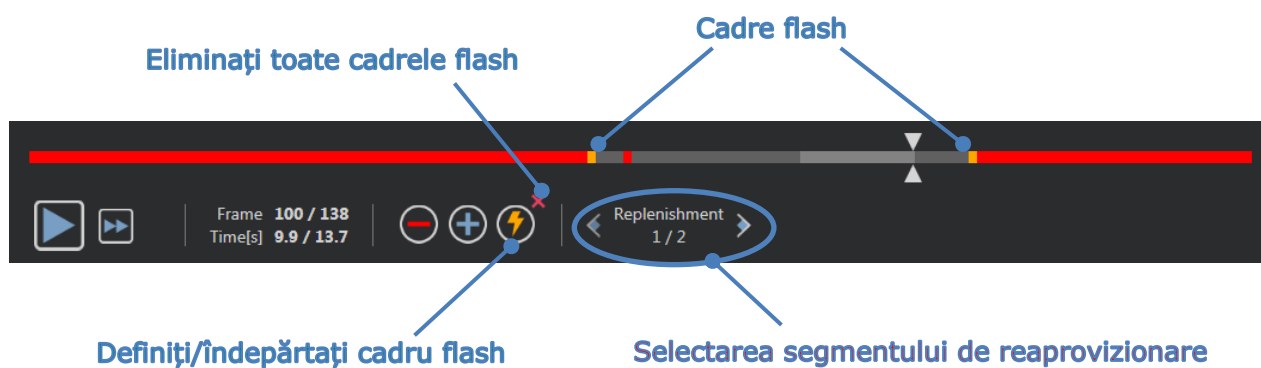 Cadre flash
Eliminați toate cadrele flash
Frame 100 / 138
Time[s] 9.9 / 13.7
Replenishment
1 / 2
Definiți/îndepărtați cadru flash
Selectarea segmentului de reaprovizionare